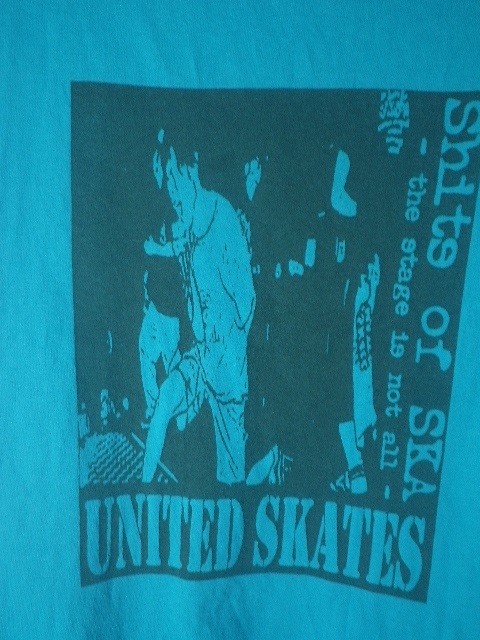 Shits of SKA
the stage is not all
UNITED SKATES